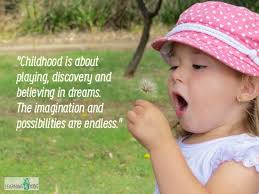 "Childhood is about
playing, discovery and
believing in dreams.
The imagination and
possibilities are endless."